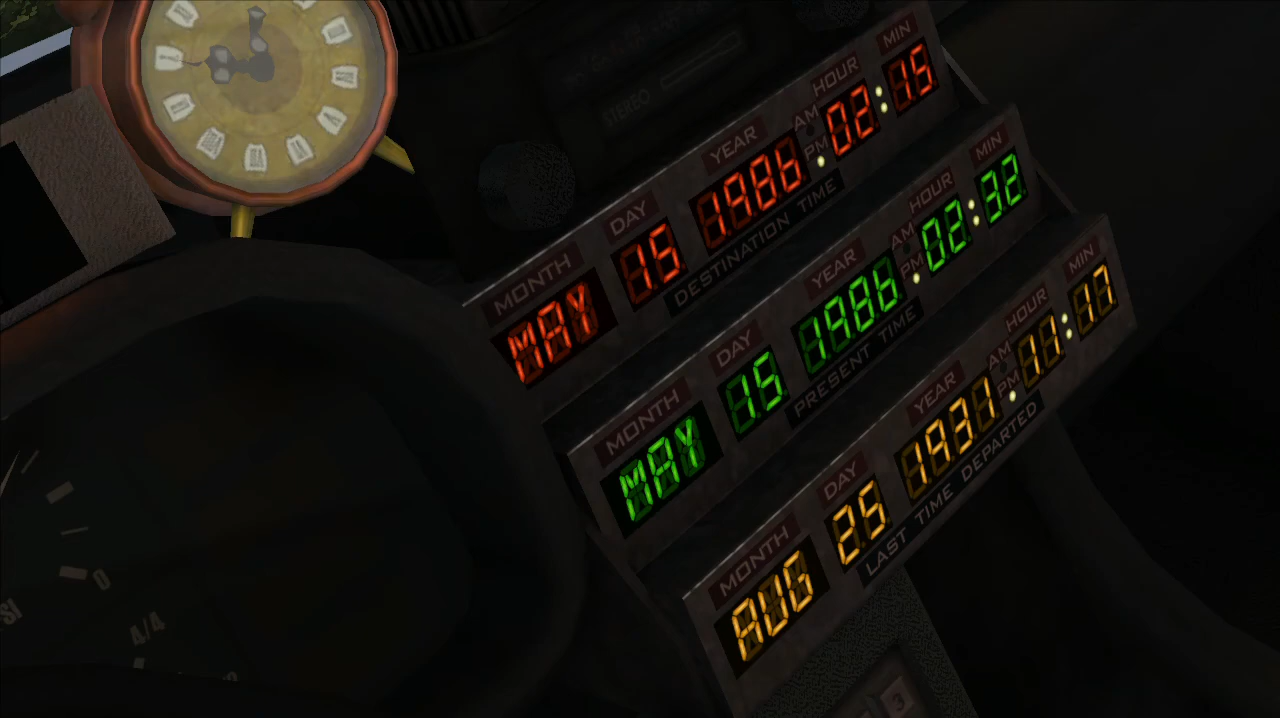 STEREO
MONTH DAY YEAR AM PM HOUR MIN
MAY 15 1986 02:15
DESTINATION TIME
MONTH DAY YEAR AM PM HOUR MIN
MAY 15 1986 02:32
PRESENT TIME
MONTH DAY YEAR AM PM HOUR MIN
AUG 25 1931 11:17
LAST TIME DEPARTED
0
4/4
3